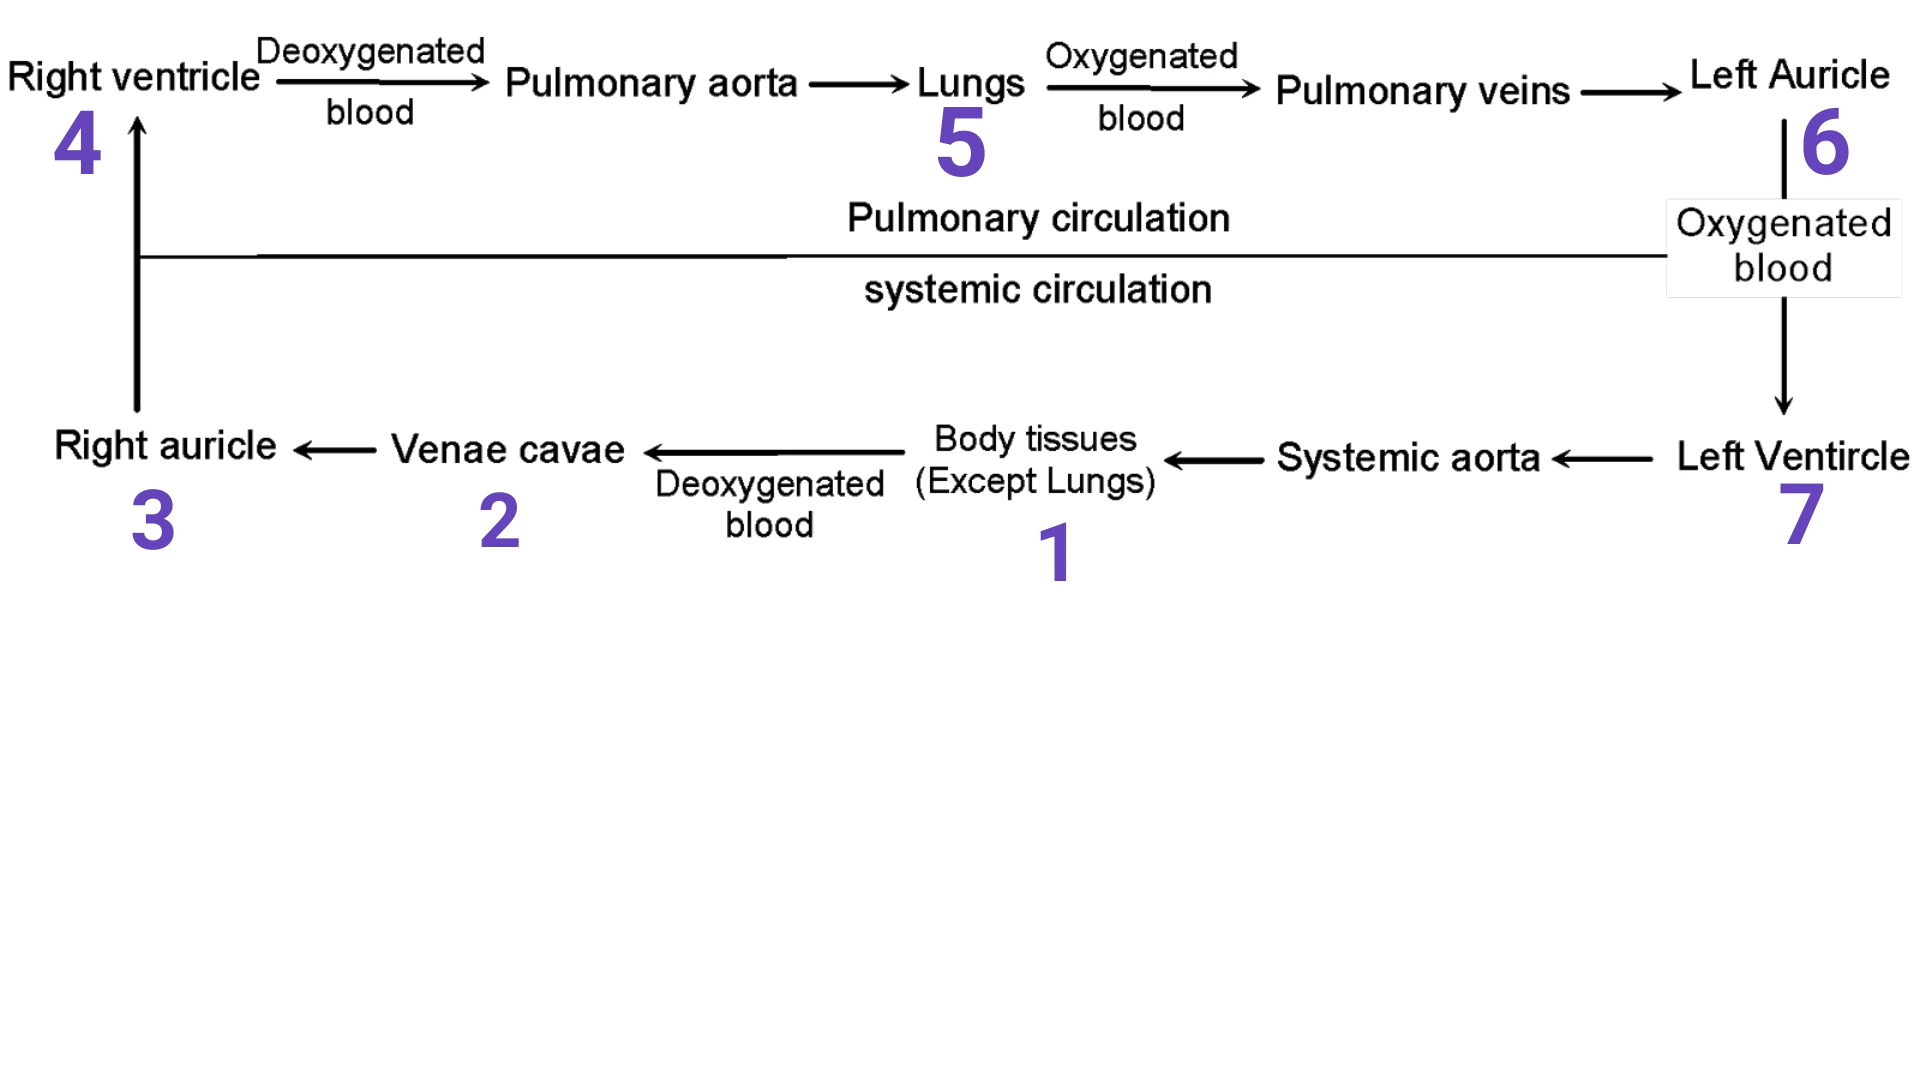 Right ventricle
Deoxygenated
blood
Pulmonary aorta
Lungs
Oxygenated
blood
Pulmonary veins
Left Auricle
4
5
6
Pulmonary circulation
systemic circulation
Oxygenated
blood
Right auricle
Venae cavae
Deoxygenated
blood
Body tissues
(Except Lungs)
Systemic aorta
Left Ventircle
3
2
1
7